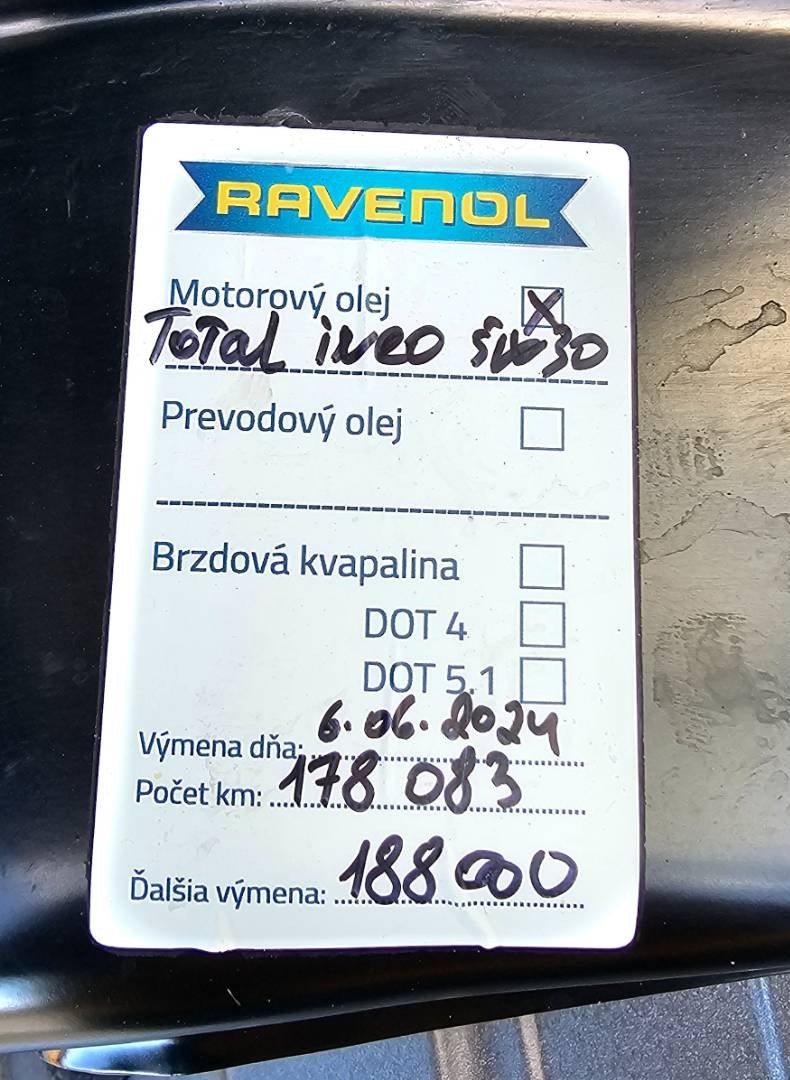 RAVENOL
Motorový olej X
Total ineo 5W30
Prevodový olej
Brzdová kvapalina
DOT 4
DOT 5.1
Výmena dňa: 6.06.2024
Počet km: 178 083
Ďalšia výmena: 188 000